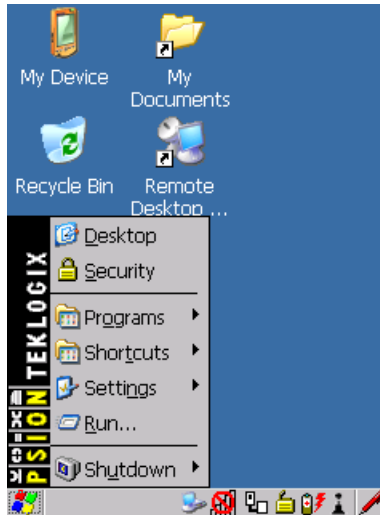 My Device
My
Documents
Recycle Bin
Remote
Desktop ...
Desktop
Security
Programs
Shortcuts
Settings
Run...
Shutdown
PSION TEKLOGIX